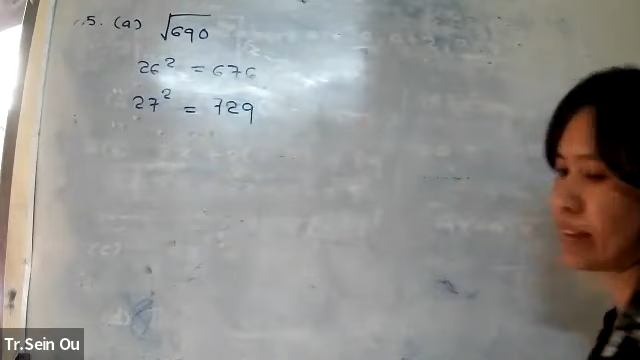 5. (a) √690
26² = 676
27² = 729
Tr.Sein Ou